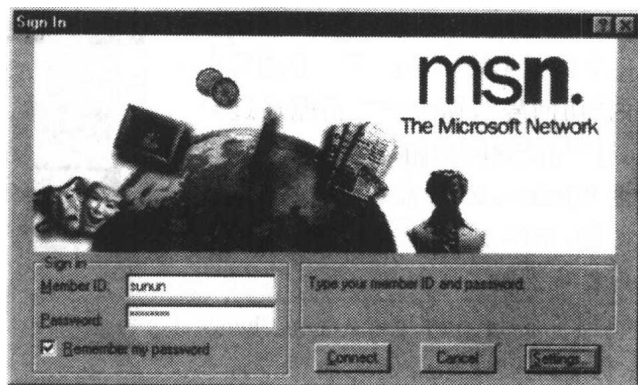 Sign In
msn.
The Microsoft Network
Sign in
Member ID: sunun
Type your member ID and password.
Password: ********
Remember my password
Connect Cancel Settings...